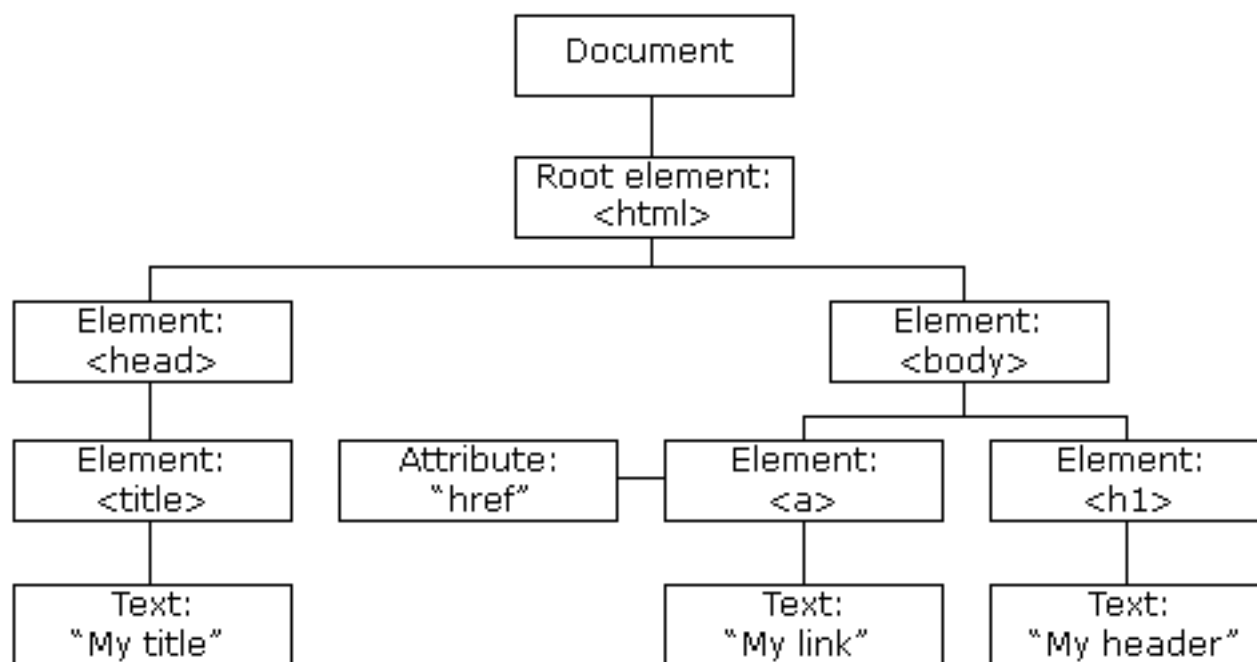 Document
Root element:
<html>
Element:
<head>
Element:
<body>
Element:
<title>
Attribute:
“href”
Element:
<a>
Element:
<h1>
Text:
“My title”
Text:
“My link”
Text:
“My header”